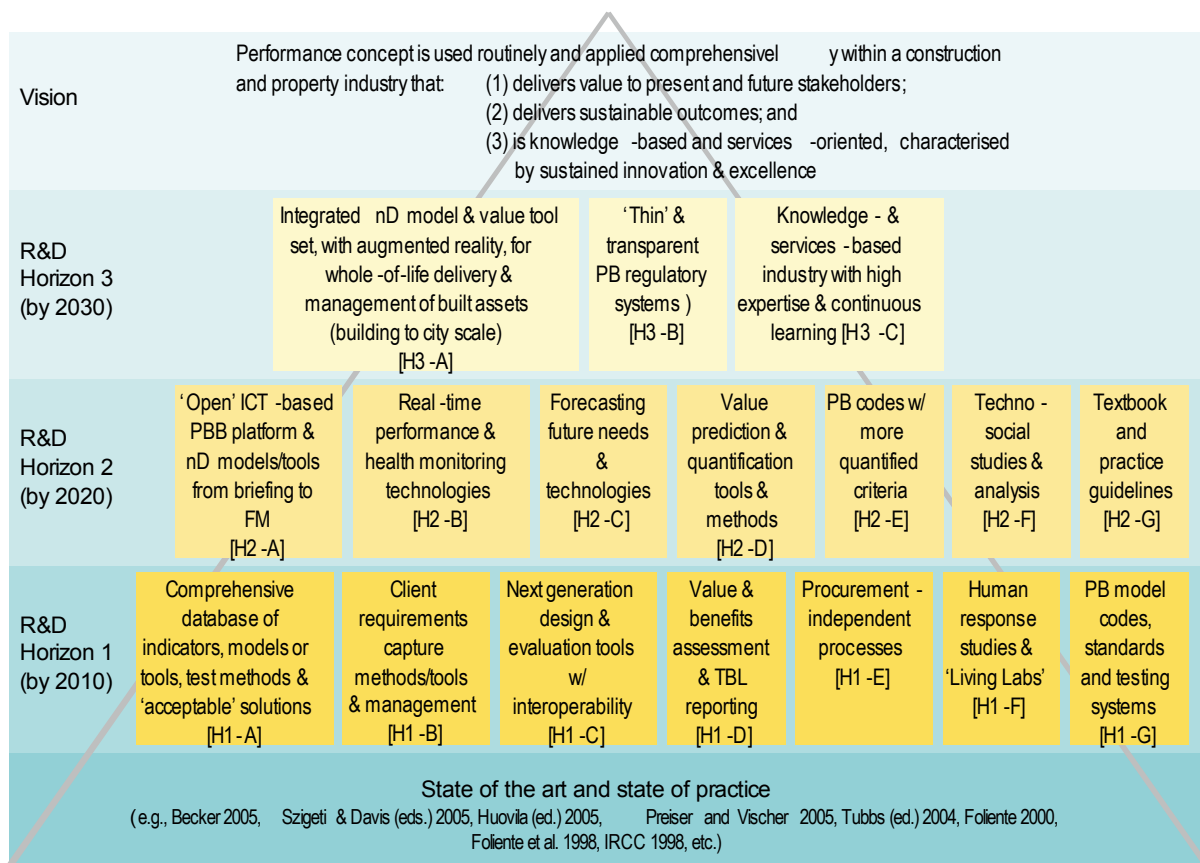 Vision
Performance concept is used routinely and applied comprehensivel y within a construction
and property industry that: (1) delivers value to present and future stakeholders;
(2) delivers sustainable outcomes; and
(3) is knowledge -based and services -oriented, characterised
by sustained innovation & excellence
R&D
Horizon 3
(by 2030)
Integrated nD model & value tool
set, with augmented reality, for
whole -of-life delivery &
management of built assets
(building to city scale)
[H3 -A]
‘Thin’ &
transparent
PB regulatory
systems )
[H3 -B]
Knowledge - &
services -based
industry with high
expertise & continuous
learning [H3 -C]
R&D
Horizon 2
(by 2020)
‘Open’ ICT -based
PBB platform &
nD models/tools
from briefing to
FM
[H2 -A]
Real -time
performance &
health monitoring
technologies
[H2 -B]
Forecasting
future needs
&
technologies
[H2 -C]
Value
prediction &
quantification
tools &
methods
[H2 -D]
PB codes w/
more
quantified
criteria
[H2 -E]
Techno -
social
studies &
analysis
[H2 -F]
Textbook
and
practice
guidelines
[H2 -G]
R&D
Horizon 1
(by 2010)
Comprehensive
database of
indicators, models or
tools, test methods &
‘acceptable’ solutions
[H1 -A]
Client
requirements
capture
methods/tools
& management
[H1 -B]
Next generation
design &
evaluation tools
w/
interoperability
[H1 -C]
Value &
benefits
assessment
& TBL
reporting
[H1 -D]
Procurement -
independent
processes
[H1 -E]
Human
response
studies &
‘Living Labs’
[H1 -F]
PB model
codes,
standards
and testing
systems
[H1 -G]
State of the art and state of practice
( e.g., Becker 2005, Szigeti & Davis (eds.) 2005, Huovila (ed.) 2005, Preiser and Vischer 2005, Tubbs (ed.) 2004, Foliente 2000,
Foliente et al. 1998, IRCC 1998, etc.)